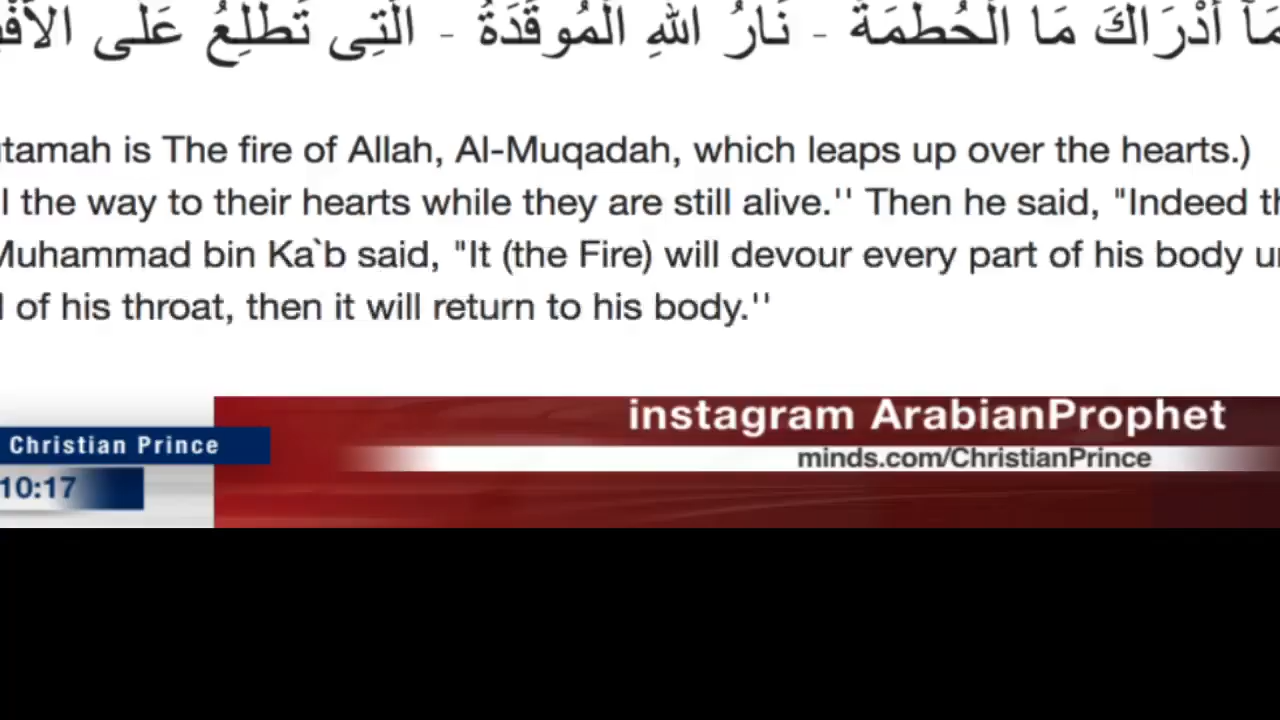 مَآ أَدْرَاكَ مَا الْحُطَمَةُ - نَارُ اللَّهِ الْمُوقَدَةُ - الَّتِى تَطَّلِعُ عَلَى الاٌّفْ
utamah is The fire of Allah, Al-Muqadah, which leaps up over the hearts.)
l the way to their hearts while they are still alive.'' Then he said, "Indeed th
Muhammad bin Ka`b said, "It (the Fire) will devour every part of his body u
l of his throat, then it will return to his body.''
instagram ArabianProphet
Christian Prince
minds.com/ChristianPrince
10:17